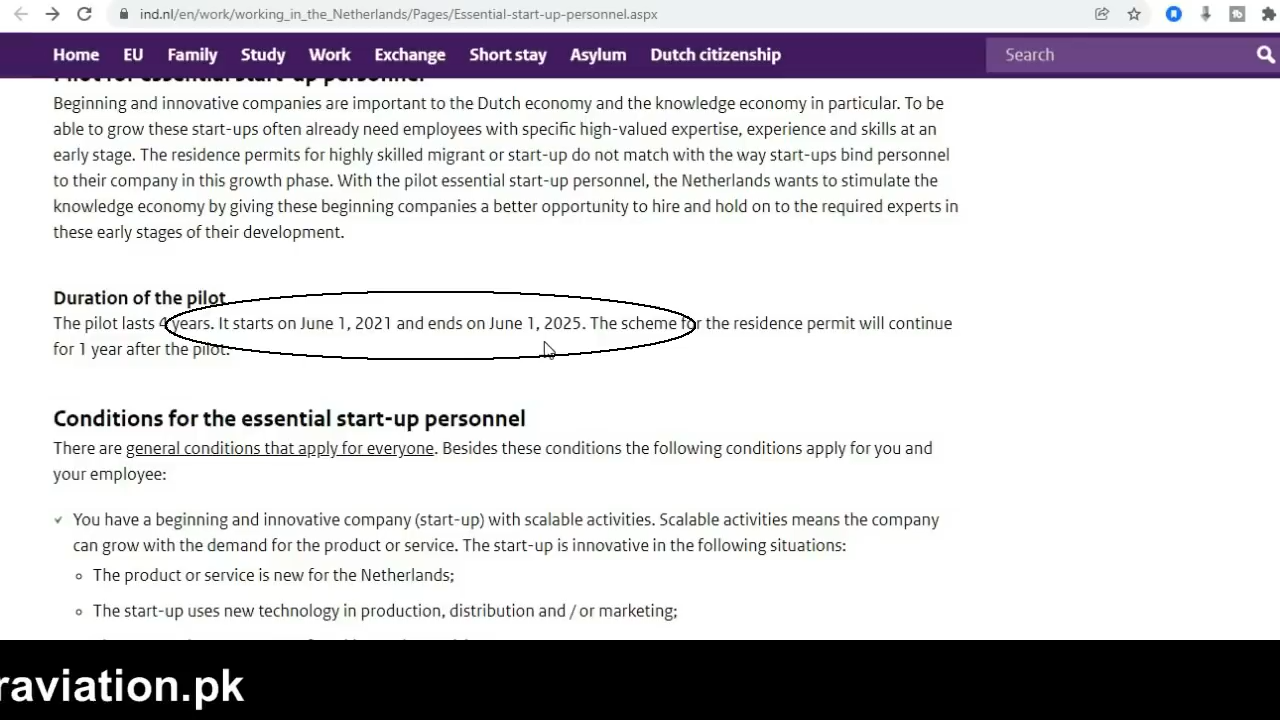 ind.nl/en/work/working_in_the_Netherlands/Pages/Essential-start-up-personnel.aspx
Home EU Family Study Work Exchange Short stay Asylum Dutch citizenship Search
Pilot for essential start-up personnel
Beginning and innovative companies are important to the Dutch economy and the knowledge economy in particular. To be
able to grow these start-ups often already need employees with specific high-valued expertise, experience and skills at an
early stage. The residence permits for highly skilled migrant or start-up do not match with the way start-ups bind personnel
to their company in this growth phase. With the pilot essential start-up personnel, the Netherlands wants to stimulate the
knowledge economy by giving these beginning companies a better opportunity to hire and hold on to the required experts in
these early stages of their development.
Duration of the pilot
The pilot lasts 4 years. It starts on June 1, 2021 and ends on June 1, 2025. The scheme for the residence permit will continue
for 1 year after the pilot.
Conditions for the essential start-up personnel
There are general conditions that apply for everyone. Besides these conditions the following conditions apply for you and
your employee:
You have a beginning and innovative company (start-up) with scalable activities. Scalable activities means the company
can grow with the demand for the product or service. The start-up is innovative in the following situations:
The product or service is new for the Netherlands;
The start-up uses new technology in production, distribution and / or marketing;
raviation.pk